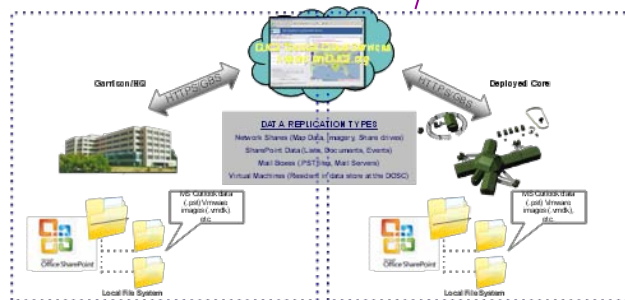 Garrison/HQ
HTTPS/GBS
HTTPS/GBS
Deployed Core
DATA REPLICATION TYPES
Network Shares (Map Data, Imagery, Share drives)
SharePoint Data (Lists, Documents, Events)
Mail Boxes (.PST files, Mail Servers)
Virtual Machines (Resident in data store at the DOSC)
MS Outlook data
(.pst) Vmware
images (.vmdk),
etc.
Office SharePoint
Local File System
MS Outlook data
(.pst) Vmware
images (.vmdk),
etc.
Office SharePoint
Local File System